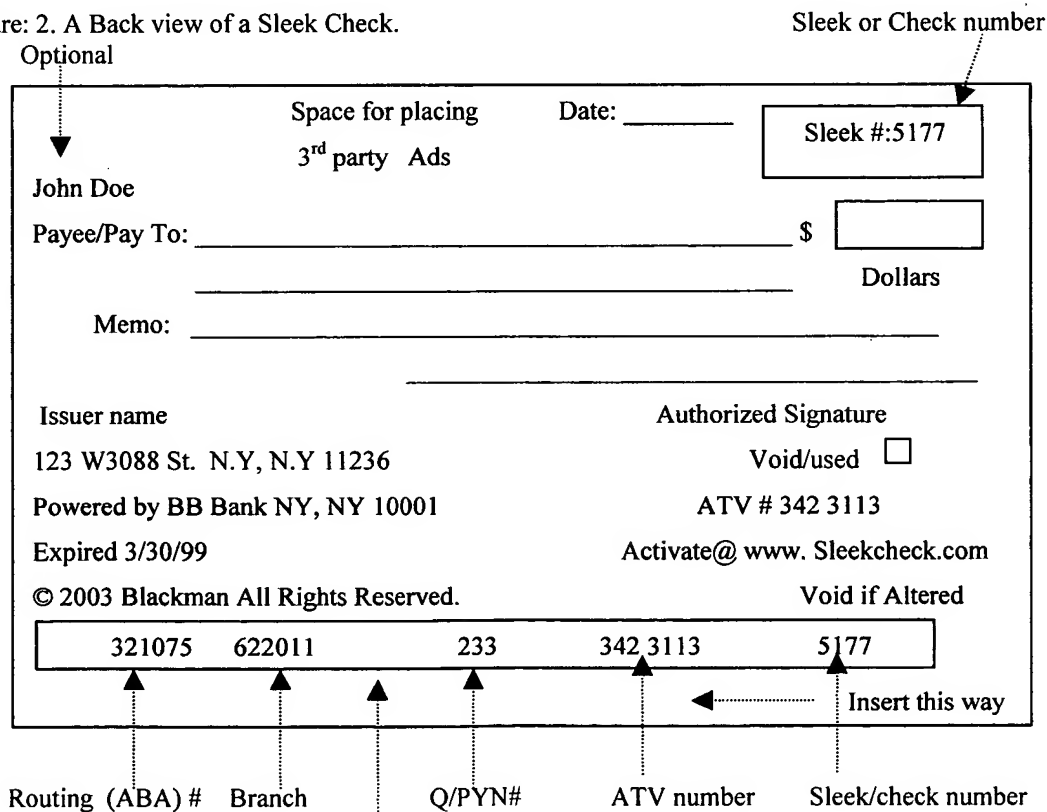 re: 2. A Back view of a Sleek Check.
Sleek or Check number
Optional
Space for placing Date:
3rd party Ads
Sleek #:5177
John Doe
Payee/Pay To: $
Dollars
Memo:
Issuer name Authorized Signature
123 W3088 St. N.Y, N.Y 11236 Void/used
Powered by BB Bank NY, NY 10001 ATV # 342 3113
Expired 3/30/99 Activate@ www. Sleekcheck.com
© 2003 Blackman All Rights Reserved. Void if Altered
321075 622011 233 342 3113 5177
Insert this way
Routing (ABA) # Branch Q/PYN# ATV number Sleek/check number